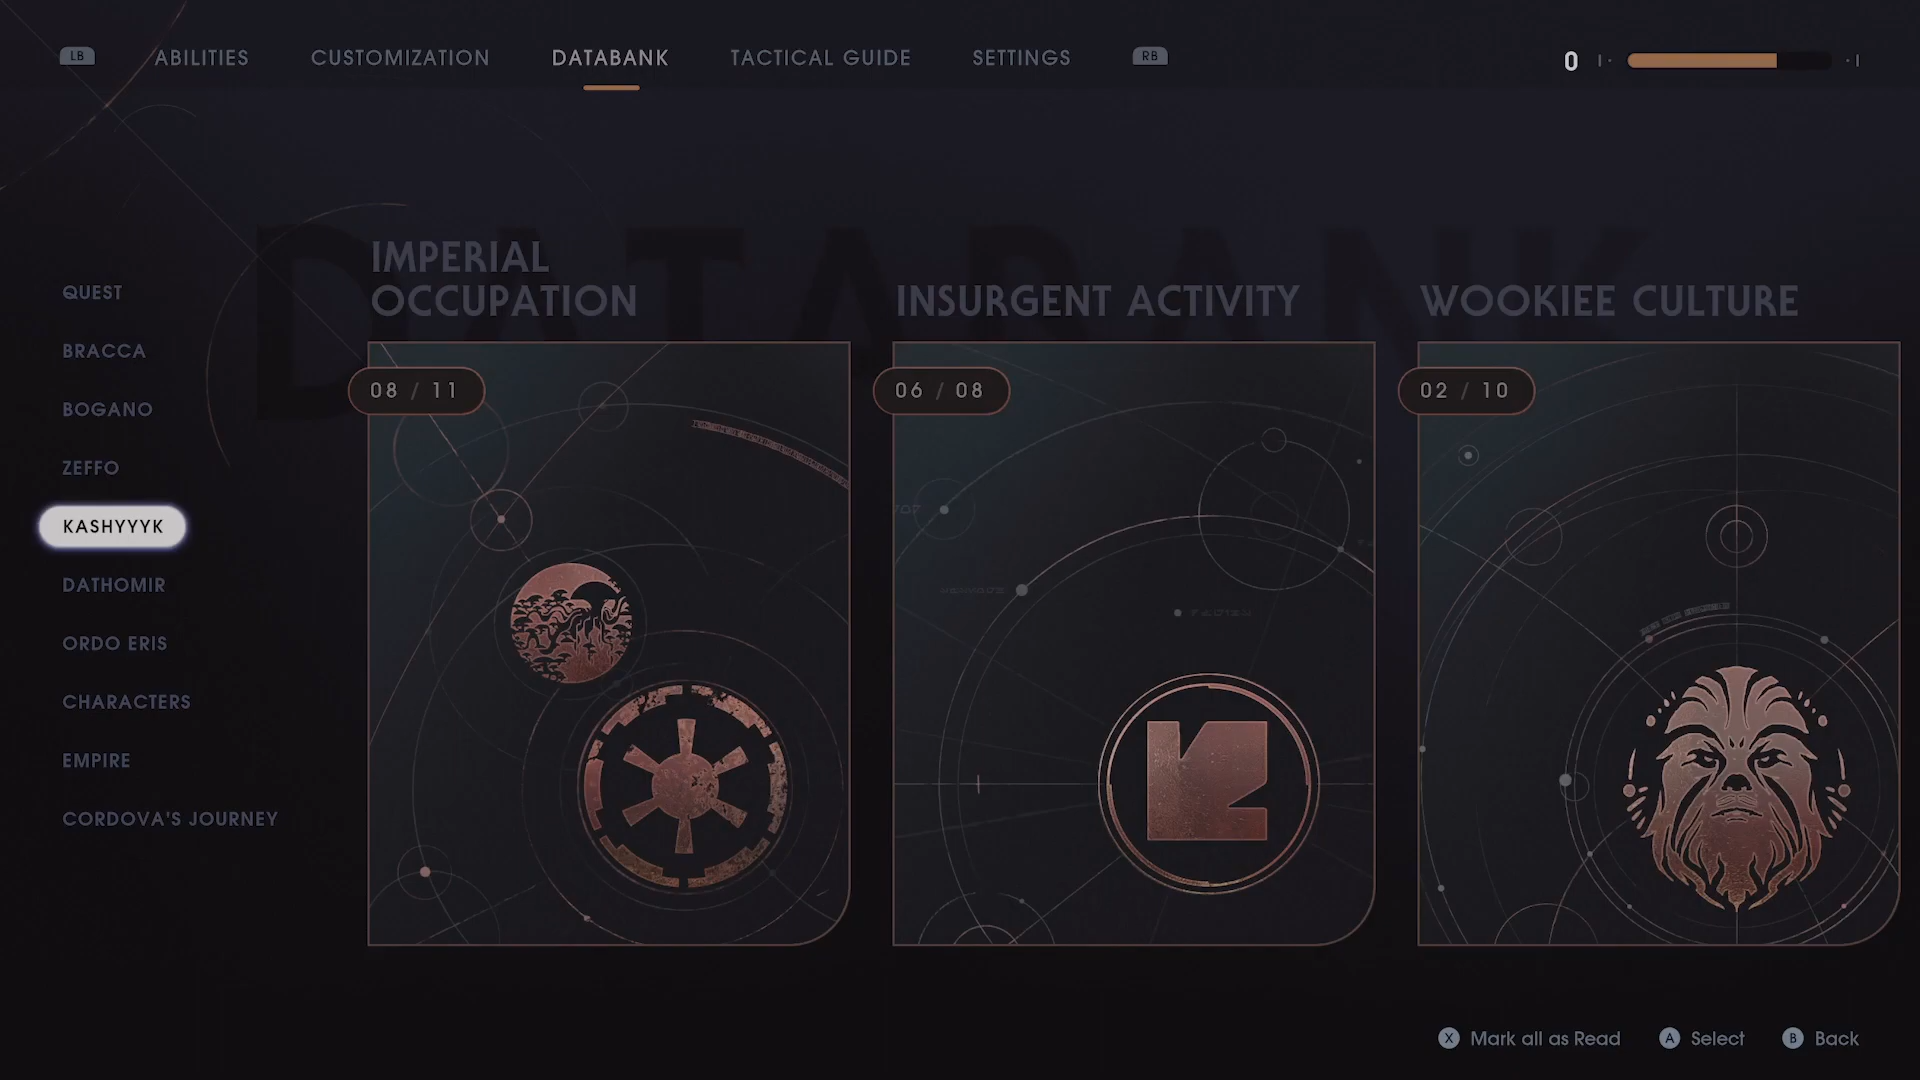 LB ABILITIES CUSTOMIZATION DATABANK TACTICAL GUIDE SETTINGS RB 0
DATABANK
QUEST
BRACCA
BOGANO
ZEFFO
KASHYYYK
DATHOMIR
ORDO ERIS
CHARACTERS
EMPIRE
CORDOVA'S JOURNEY
IMPERIAL
OCCUPATION
08 / 11
INSURGENT ACTIVITY
06 / 08
WOOKIEE CULTURE
02 / 10
X Mark all as Read A Select B Back